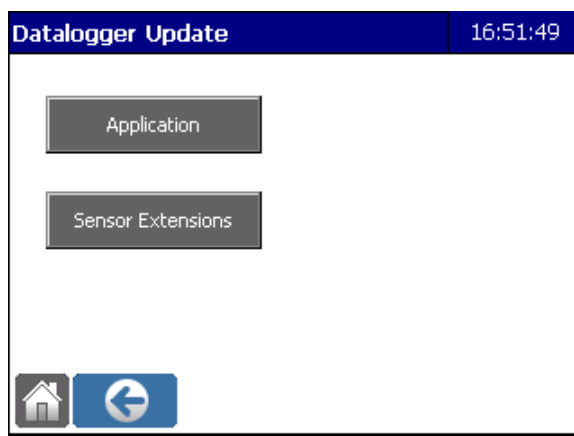 Datalogger Update
16:51:49
Application
Sensor Extensions